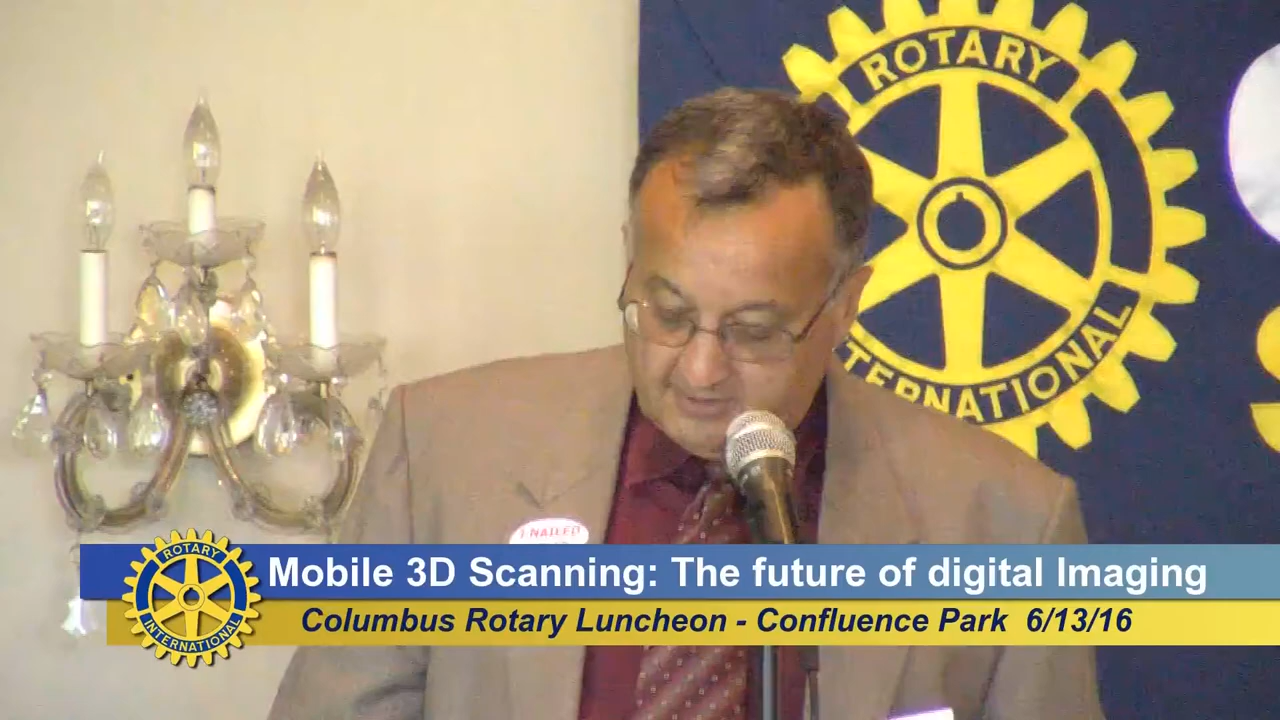 ROTARY
INTERNATIONAL
I NAILED
ROTARY
INTERNATIONAL
Mobile 3D Scanning: The future of digital Imaging
Columbus Rotary Luncheon - Confluence Park 6/13/16